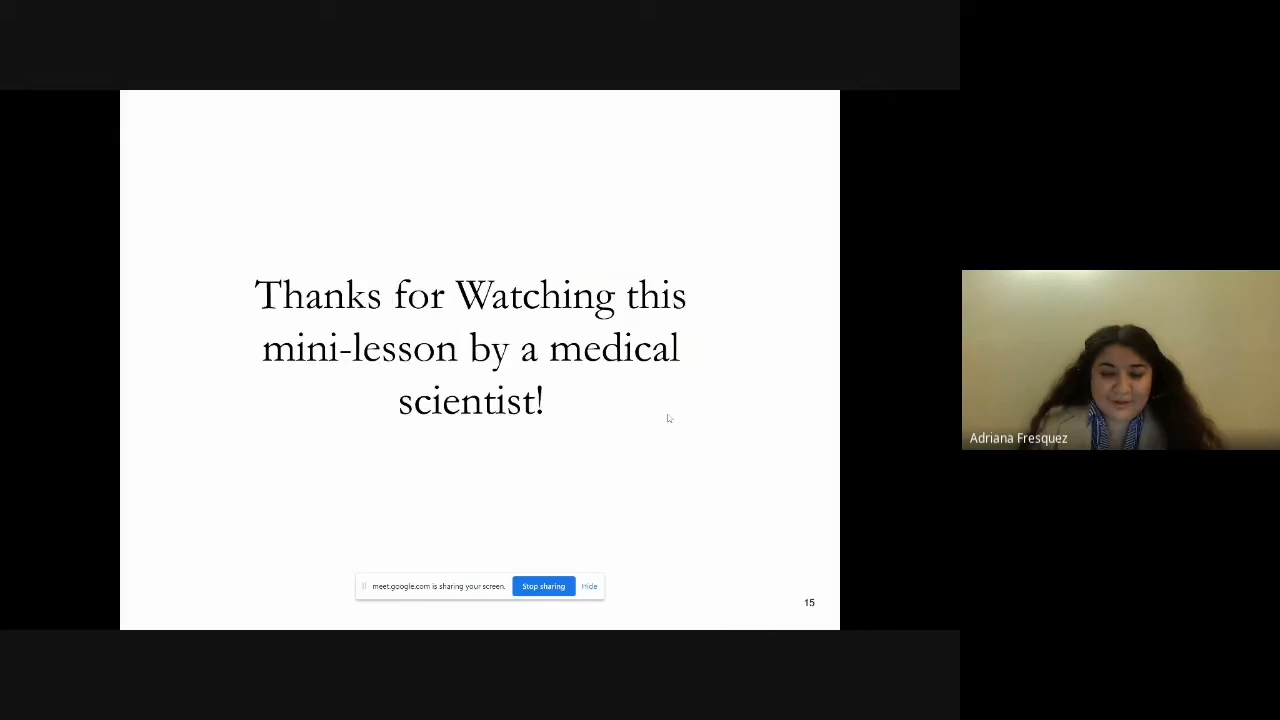 Thanks for Watching this
mini-lesson by a medical
scientist!
Adriana Fresquez
meet.google.com is sharing your screen. Stop sharing Hide
15